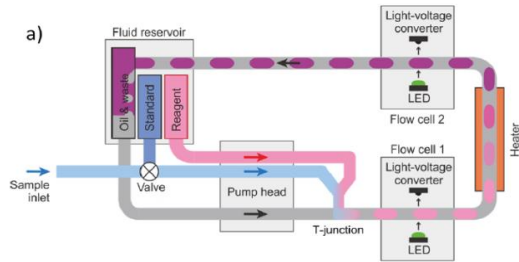 a)
Fluid reservoir
Oil & waste
Standard
Reagent
Sample
inlet
Valve
Pump head
T-junction
Light-voltage
converter
LED
Flow cell 2
Flow cell 1
Light-voltage
converter
LED
Heater